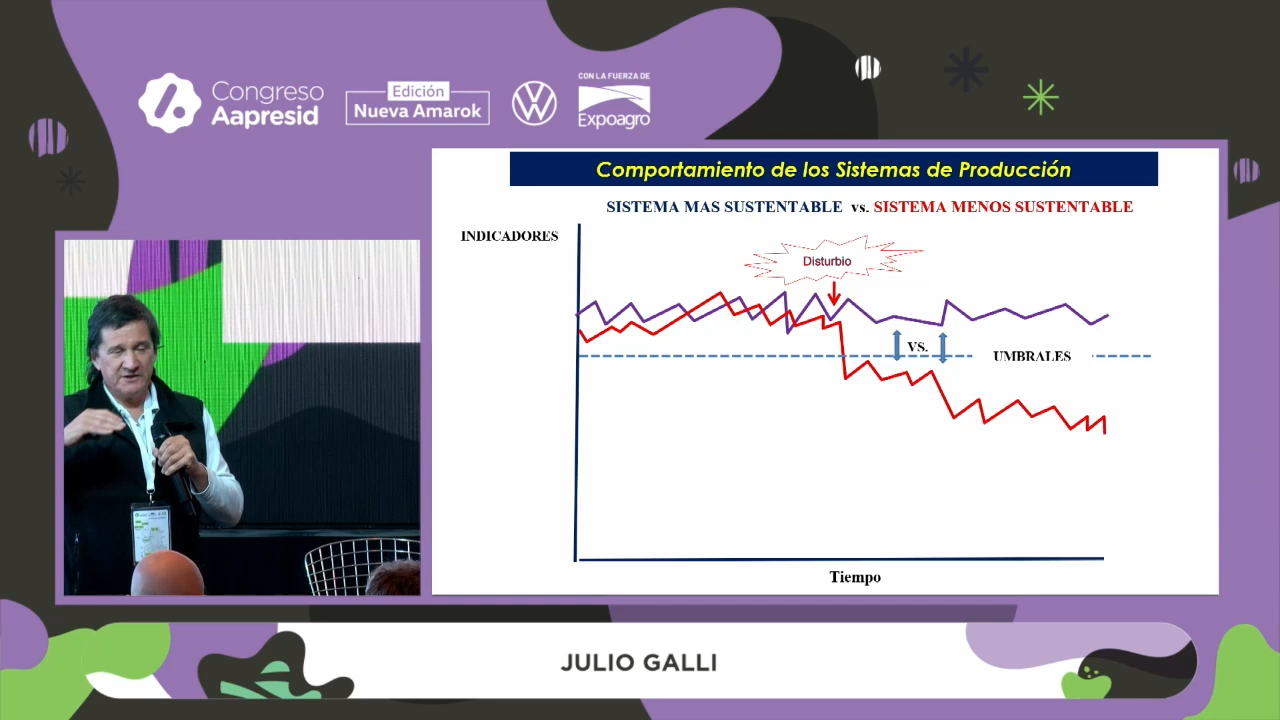 Congreso
Aapresid
Edición
Nueva Amarok
CON LA FUERZA DE
Expoagro
Comportamiento de los Sistemas de Producción
SISTEMA MAS SUSTENTABLE vs. SISTEMA MENOS SUSTENTABLE
INDICADORES
Disturbio
VS.
UMBRALES
Tiempo
JULIO GALLI